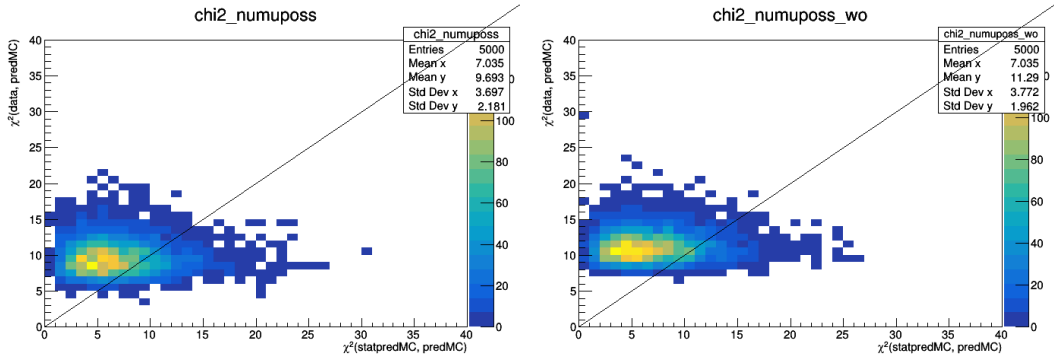 chi2_numuposs
chi2_numuposs
Entries 5000
Mean x 7.035
Mean y 9.693
Std Dev x 3.697
Std Dev y 2.181
χ²(data, predMC)
40
35
30
25
20
15
10
5
0
0 5 10 15 20 25 30 35 40
χ²(statpredMC, predMC)
100
80
60
40
20
0
chi2_numuposs_wo
chi2_numuposs_wo
Entries 5000
Mean x 7.035
Mean y 11.29
Std Dev x 3.772
Std Dev y 1.962
χ²(data, predMC)
40
35
30
25
20
15
10
5
0
0 5 10 15 20 25 30 35 40
χ²(statpredMC, predMC)
100
80
60
40
20
0